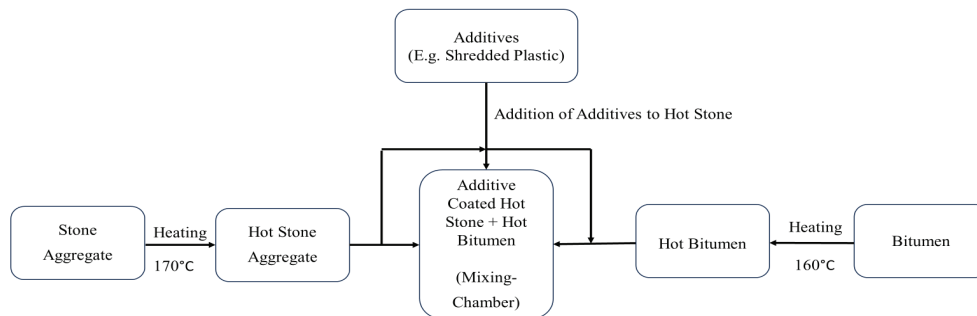 Additives
(E.g. Shredded Plastic)
Addition of Additives to Hot Stone
Stone
Aggregate
Heating
170°C
Hot Stone
Aggregate
Additive
Coated Hot
Stone + Hot
Bitumen
(Mixing-
Chamber)
Hot Bitumen
Heating
160°C
Bitumen